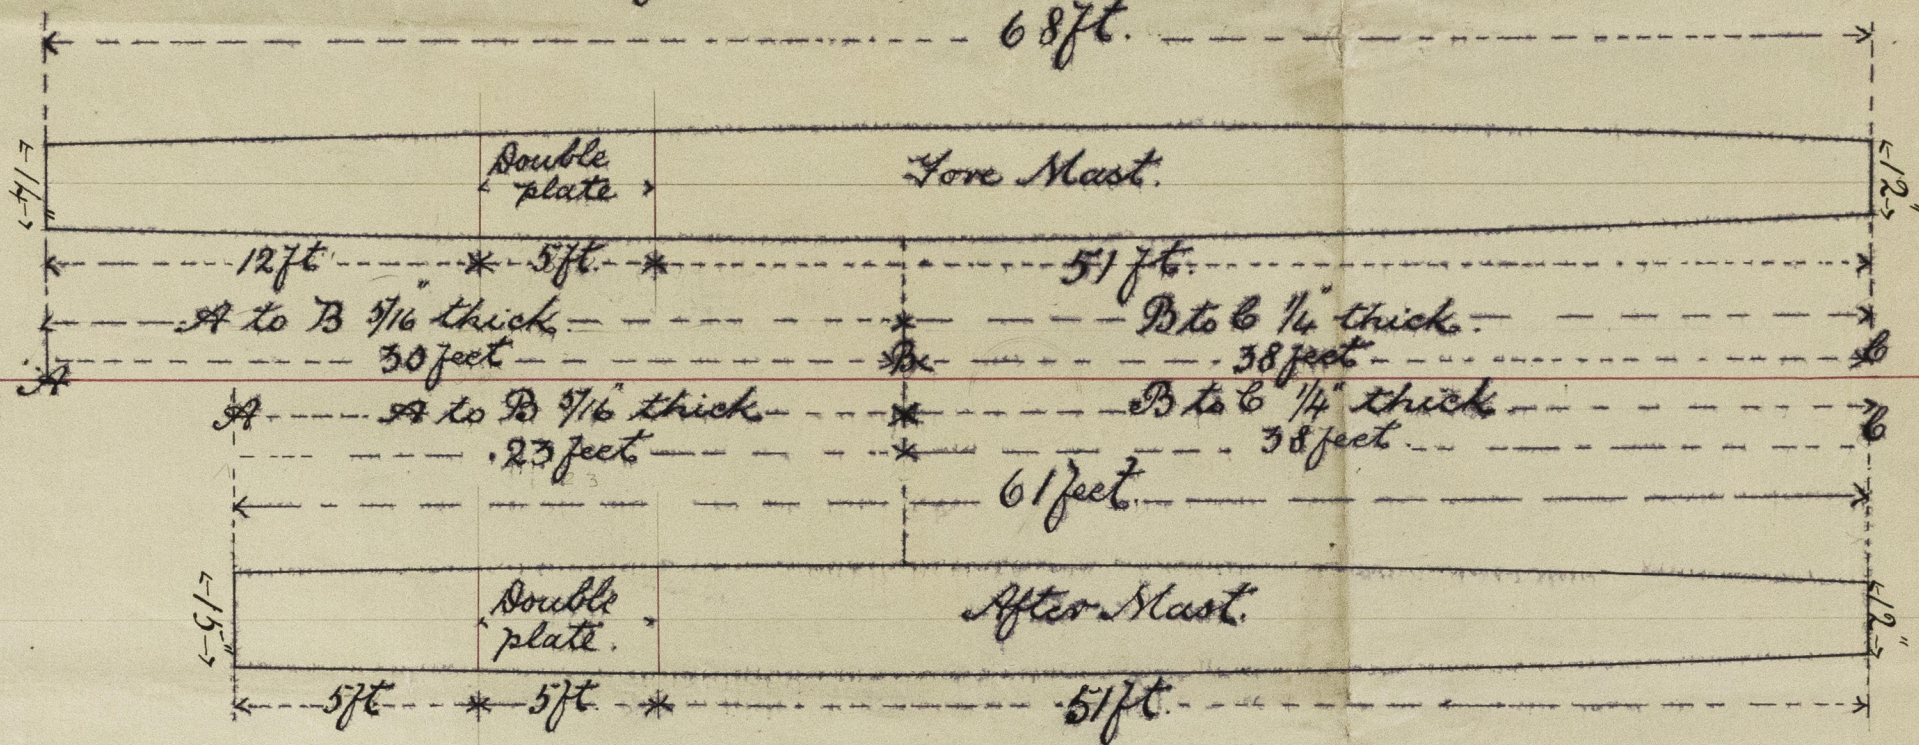 68ft.
14"
Double
plate
Fore Mast.
12"
12ft 5ft. 51ft.
A to B 5/16" thick. B to C 1/4" thick.
30 feet B 38 feet C
A
A A to B 5/16" thick B to C 1/4" thick
23 feet 38 feet. C
61 feet.
15"
Double
plate.
After Mast.
12"
5ft 5ft. 51ft.